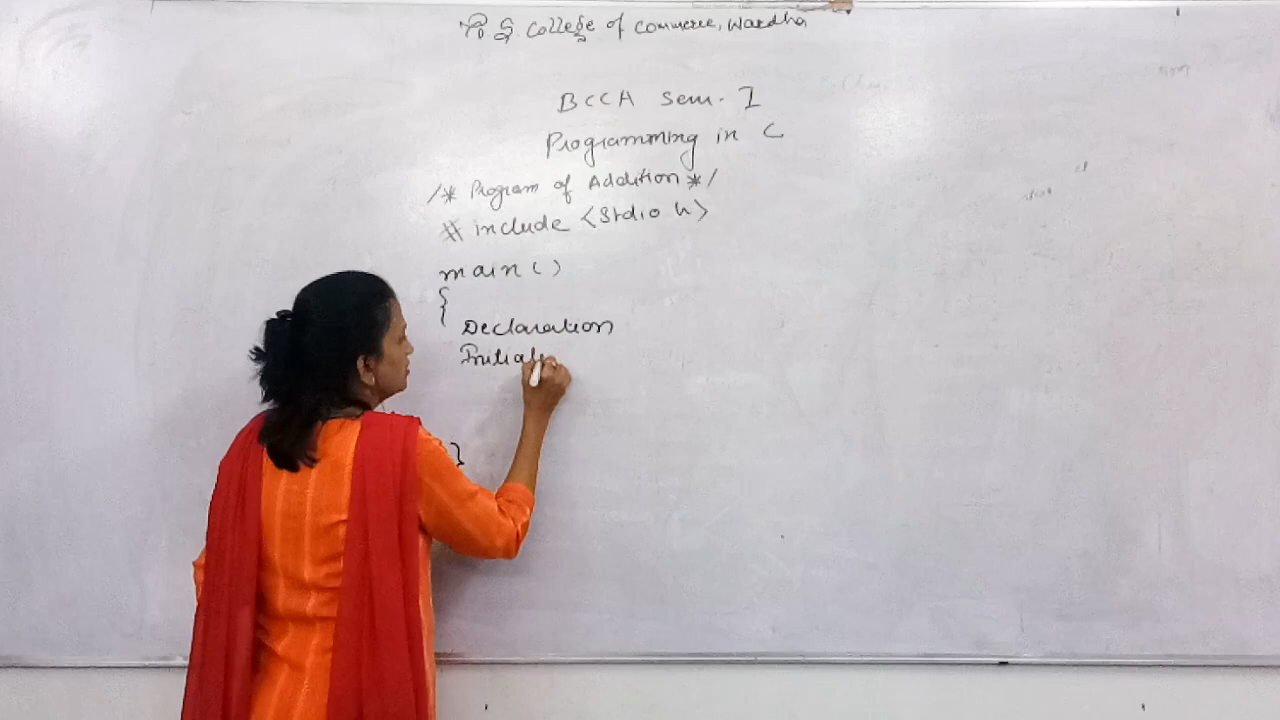 G S College of Commerce, Wardha
BCCA Sem. I
Programming in C
/* Program of Addition */
# include <Stdio h>
main ( )
{
Declaration
Initiali
}